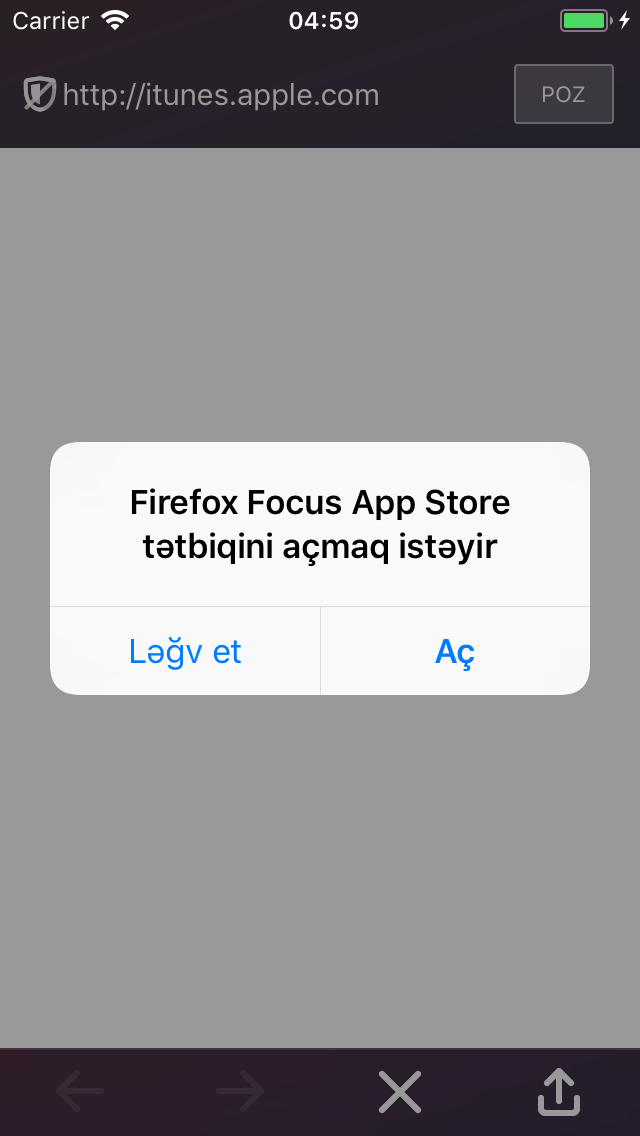 Carrier 04:59
http://itunes.apple.com POZ
Firefox Focus App Store
tətbiqini açmaq istəyir
Ləğv et Aç